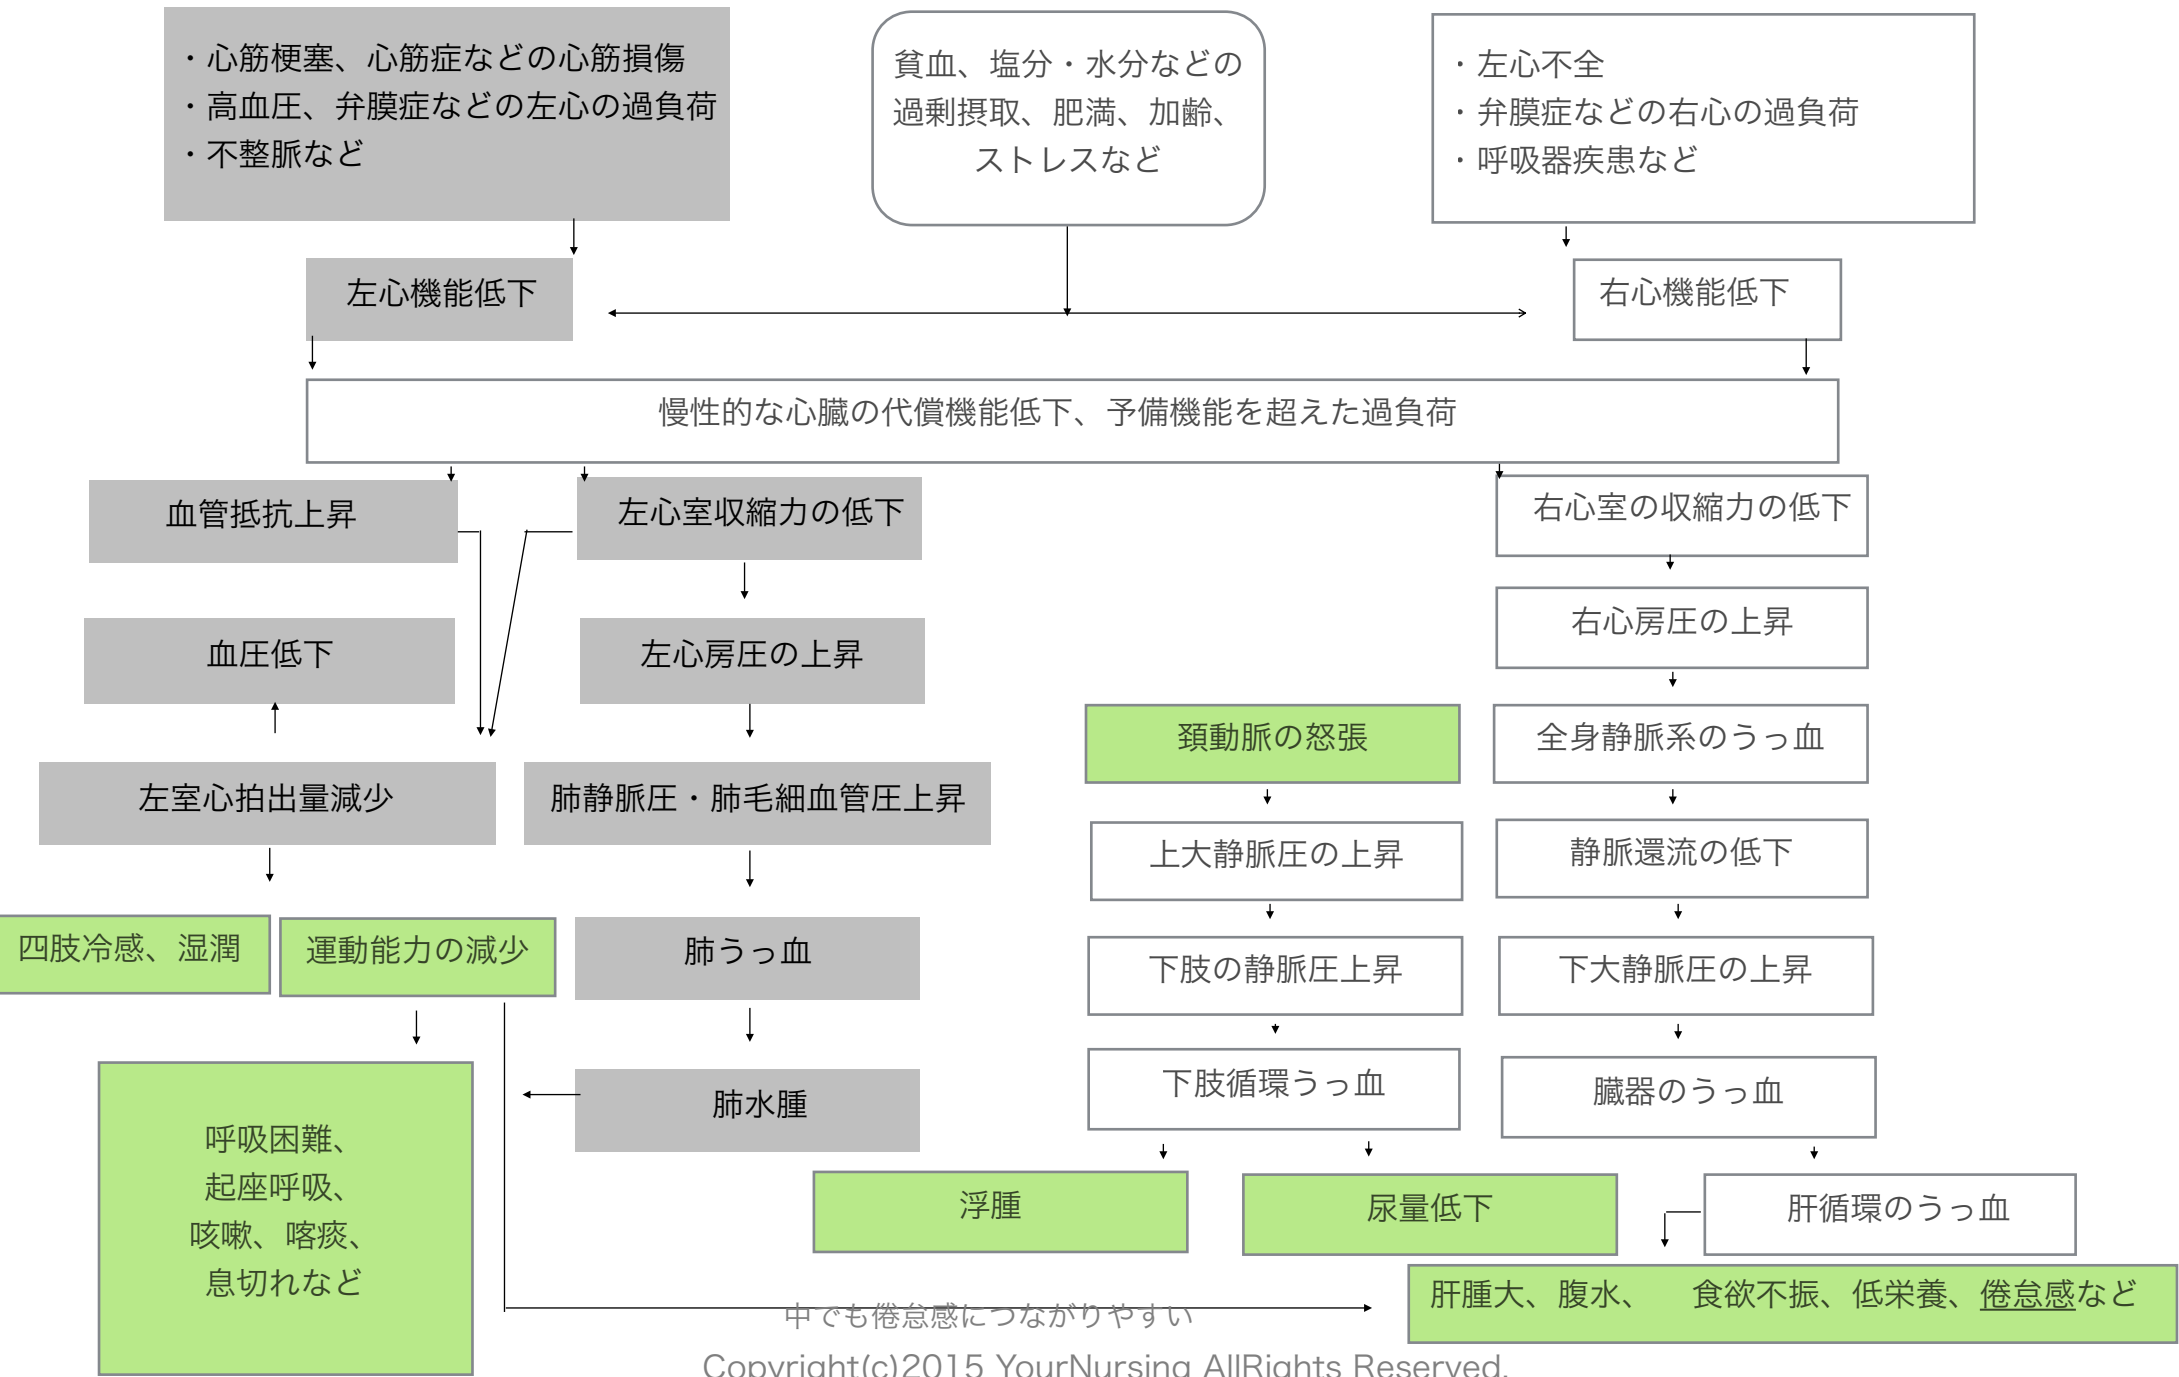 ・心筋梗塞、心筋症などの心筋損傷
・高血圧、弁膜症などの左心の過負荷
・不整脈など
貧血、塩分・水分などの
過剰摂取、肥満、加齢、
ストレスなど
・左心不全
・弁膜症などの右心の過負荷
・呼吸器疾患など
左心機能低下
右心機能低下
慢性的な心臓の代償機能低下、予備機能を超えた過負荷
血管抵抗上昇
左心室収縮力の低下
右心室の収縮力の低下
血圧低下
左心房圧の上昇
右心房圧の上昇
頚動脈の怒張
全身静脈系のうっ血
左室心拍出量減少
肺静脈圧・肺毛細血管圧上昇
上大静脈圧の上昇
静脈還流の低下
四肢冷感、湿潤
運動能力の減少
肺うっ血
下肢の静脈圧上昇
下大静脈圧の上昇
呼吸困難、
起座呼吸、
咳嗽、喀痰、
息切れなど
肺水腫
下肢循環うっ血
臓器のうっ血
浮腫
尿量低下
肝循環のうっ血
肝腫大、腹水、　食欲不振、低栄養、倦怠感など
中でも倦怠感につながりやすい
Copyright(c)2015 YourNursing AllRights Reserved.